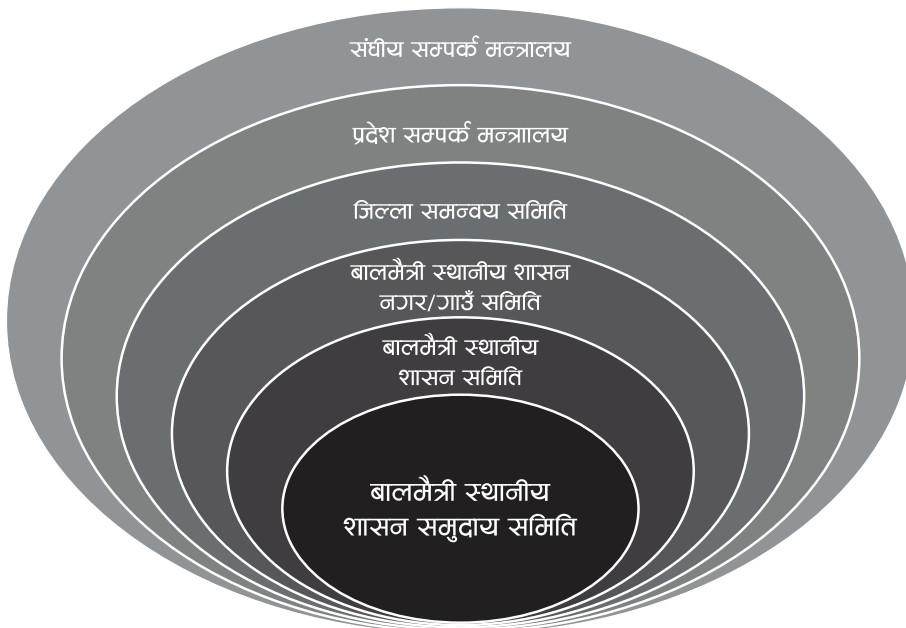 संघीय सम्पर्क मन्त्रालय
प्रदेश सम्पर्क मन्त्राालय
जिल्ला समन्वय समिति
बालमैत्री स्थानीय शासन
नगर/गाउँ समिति
बालमैत्री स्थानीय
शासन समिति
बालमैत्री स्थानीय
शासन समुदाय समिति